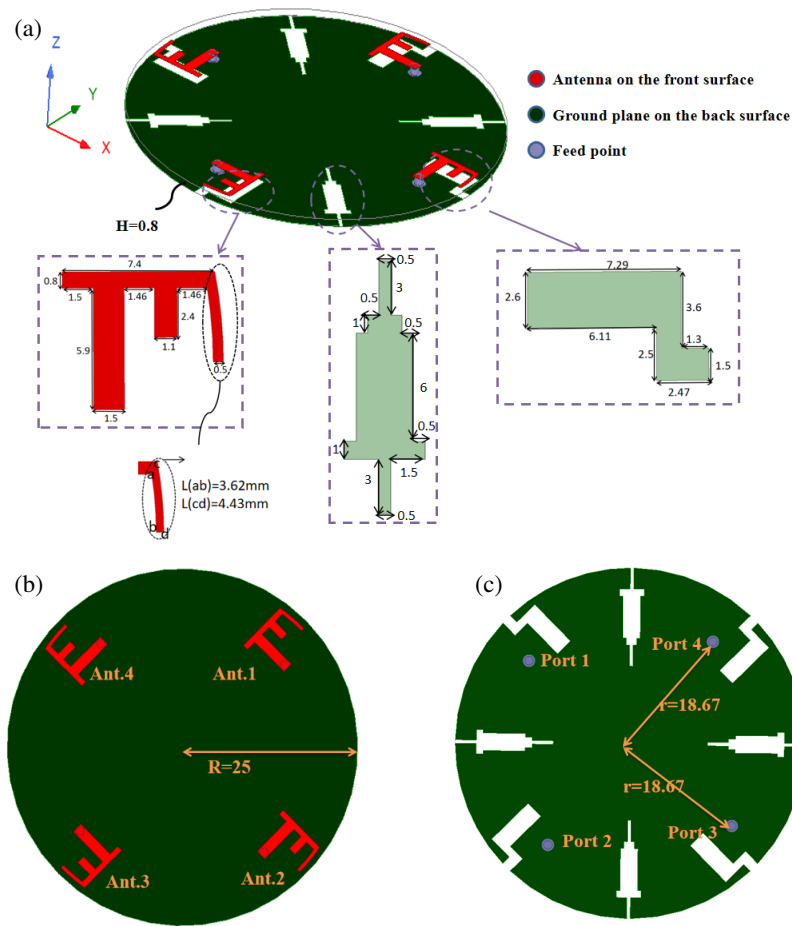 (a)
Z
Y
X
Antenna on the front surface
Ground plane on the back surface
Feed point
H=0.8
7.4
0.8
1.5
1.46
1.46
2.4
5.9
1.1
0.5
1.5
c
a
b
d
L(ab)=3.62mm
L(cd)=4.43mm
0.5
3
0.5
1
0.5
6
0.5
1
1.5
3
0.5
7.29
2.6
3.6
6.11
1.3
2.5
1.5
2.47
(b)
Ant.4
Ant.1
R=25
Ant.3
Ant.2
(c)
Port 1
Port 4
r=18.67
r=18.67
Port 2
Port 3